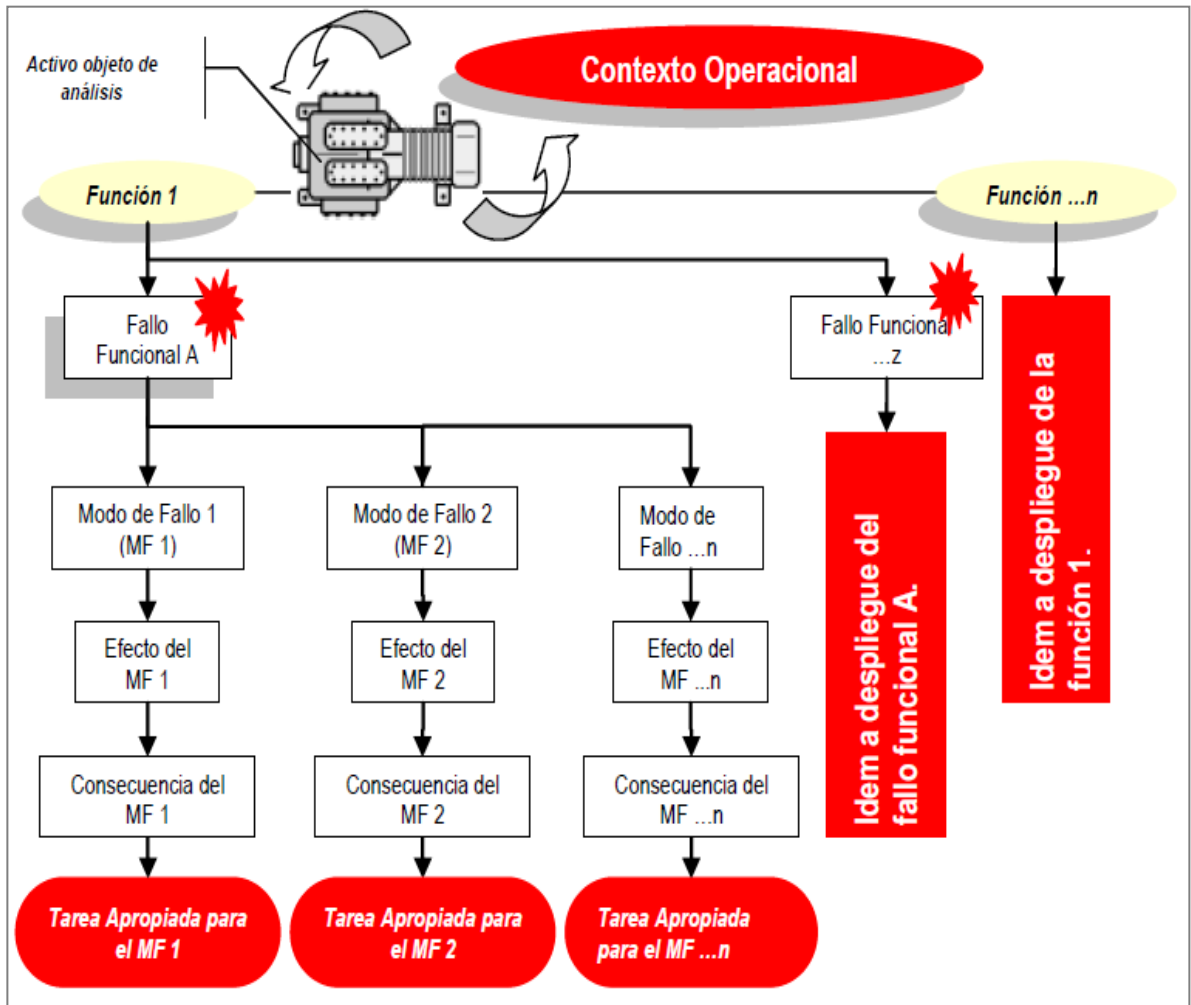 Activo objeto de
análisis
Contexto Operacional
Función 1
Función ...n
Fallo
Funcional A
Fallo Funciona
...z
Modo de Fallo 1
(MF 1)
Modo de Fallo 2
(MF 2)
Modo de
Fallo ...n
Efecto del
MF 1
Efecto del
MF 2
Efecto del
MF ...n
Consecuencia del
MF 1
Consecuencia del
MF 2
Consecuencia del
MF ...n
Tarea Apropiada para
el MF 1
Tarea Apropiada para
el MF 2
Tarea Apropiada
para el MF ...n
Idem a despliegue del
fallo funcional A.
Idem a despliegue de la
función 1.